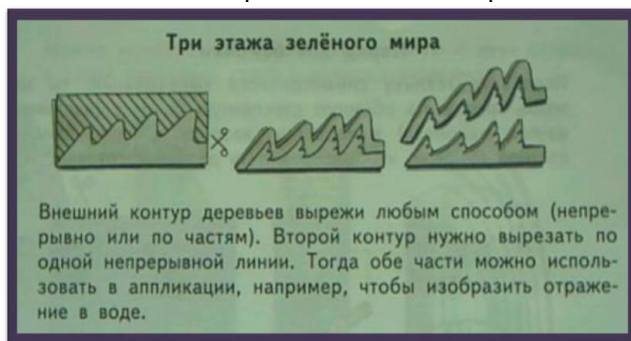 Три этажа зелёного мира
Внешний контур деревьев вырежи любым способом (непре-
рывно или по частям). Второй контур нужно вырезать по
одной непрерывной линии. Тогда обе части можно исполь-
зовать в аппликации, например, чтобы изобразить отраже-
ние в воде.